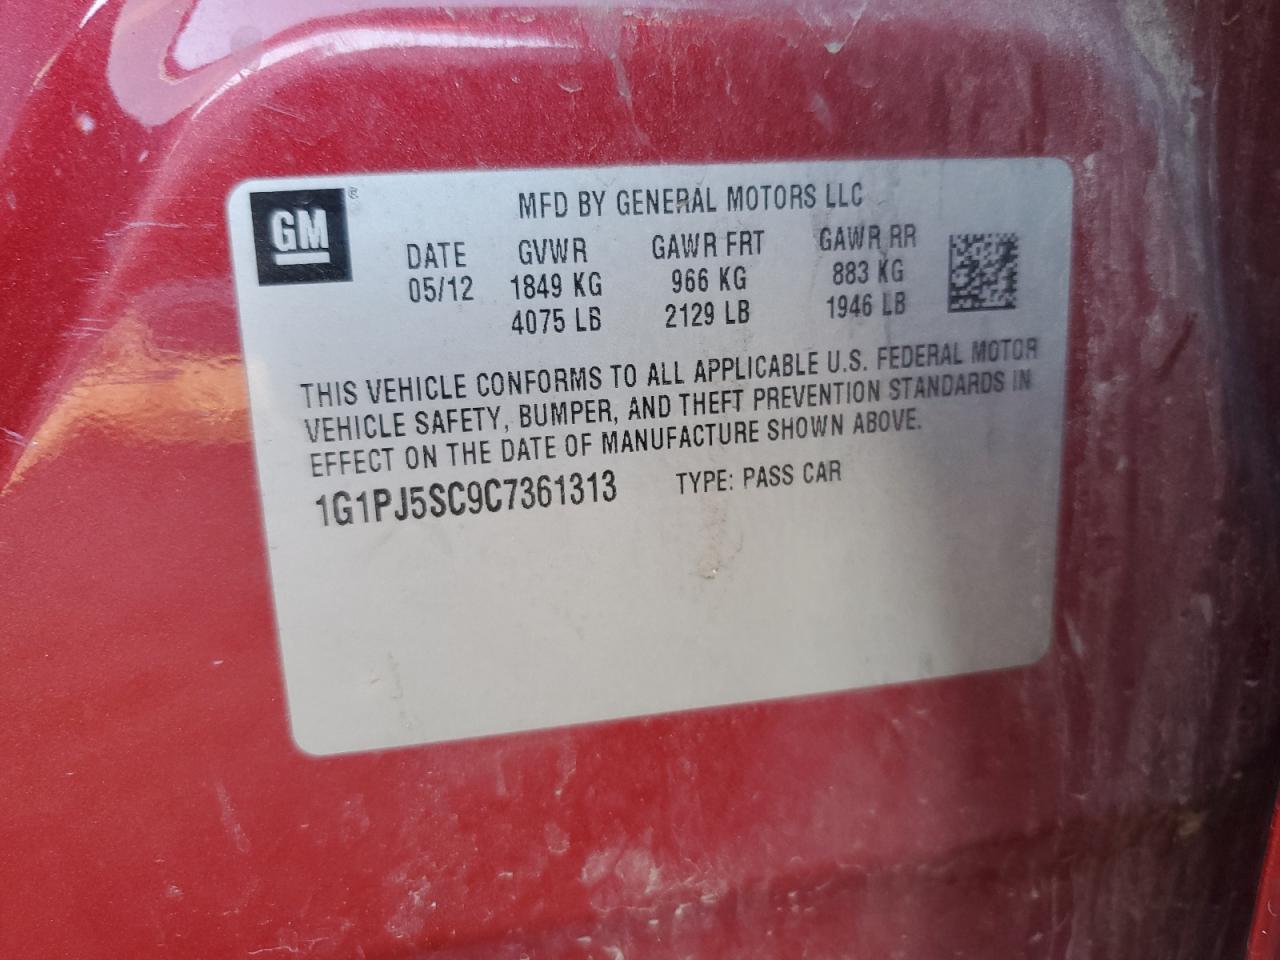 GM
MFD BY GENERAL MOTORS LLC
DATE GVWR GAWR FRT GAWR RR
05/12 1849 KG 966 KG 883 KG
4075 LB 2129 LB 1946 LB
THIS VEHICLE CONFORMS TO ALL APPLICABLE U.S. FEDERAL MOTOR
VEHICLE SAFETY, BUMPER, AND THEFT PREVENTION STANDARDS IN
EFFECT ON THE DATE OF MANUFACTURE SHOWN ABOVE.
1G1PJ5SC9C7361313 TYPE: PASS CAR